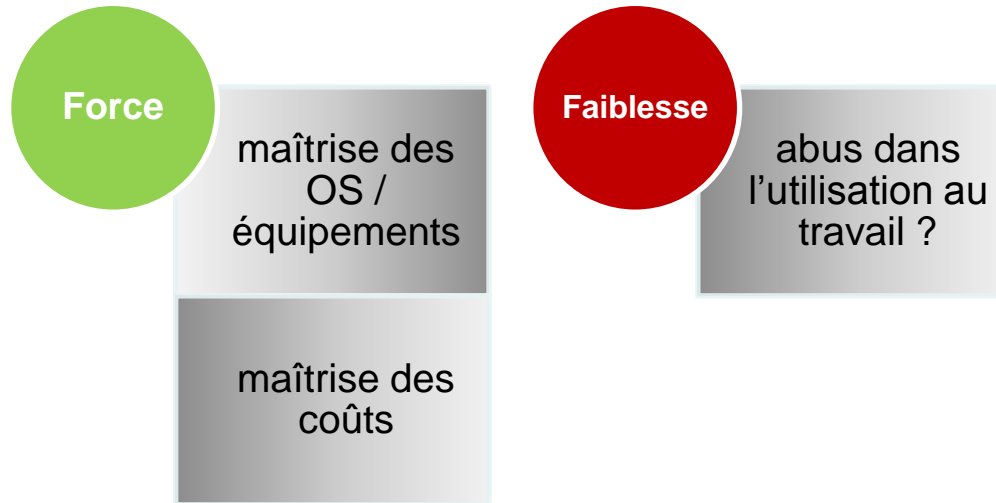 Force
maîtrise des
OS /
équipements
maîtrise des
coûts
Faiblesse
abus dans
l’utilisation au
travail ?